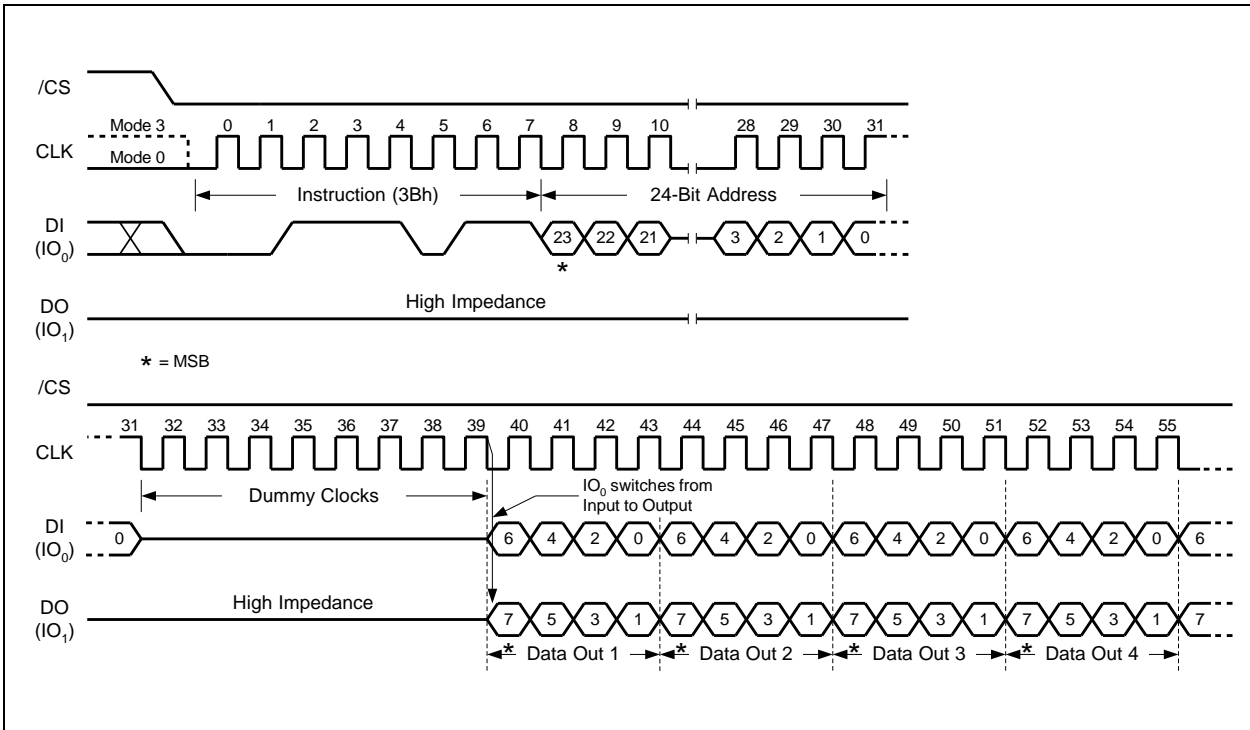 /CS
Mode 3 0 1 2 3 4 5 6 7 8 9 10 28 29 30 31
CLK Mode 0
Instruction (3Bh) 24-Bit Address
DI
(IO₀) 23 22 21 3 2 1 0
*
High Impedance
DO
(IO₁)
* = MSB
/CS
31 32 33 34 35 36 37 38 39 40 41 42 43 44 45 46 47 48 49 50 51 52 53 54 55
CLK
Dummy Clocks
IO₀ switches from
Input to Output
DI
(IO₀) 0 6 4 2 0 6 4 2 0 6 4 2 0 6 4 2 0 6
High Impedance
DO
(IO₁) 7 5 3 1 7 5 3 1 7 5 3 1 7 5 3 1 7
* Data Out 1 * Data Out 2 * Data Out 3 * Data Out 4